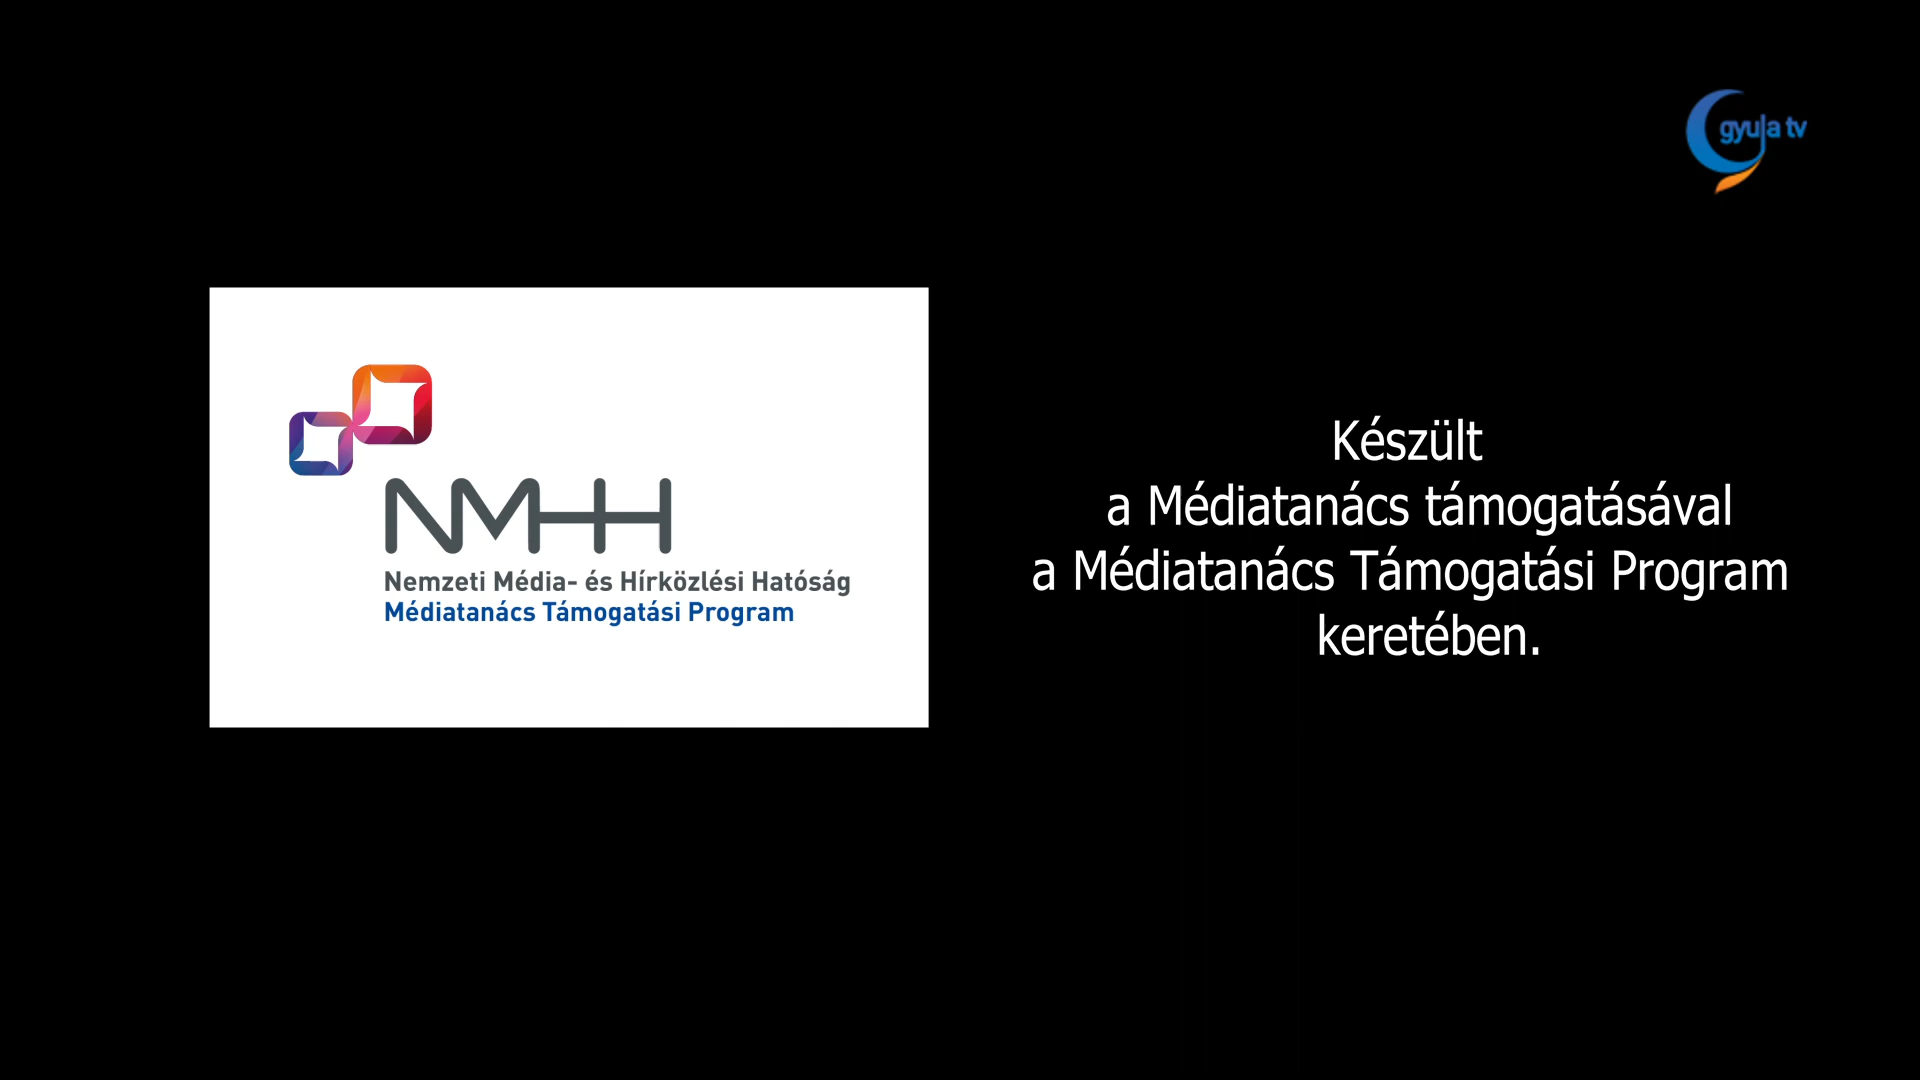 gyula tv
NMHH
Nemzeti Média- és Hírközlési Hatóság
Médiatanács Támogatási Program
Készült
a Médiatanács támogatásával
a Médiatanács Támogatási Program
keretében.